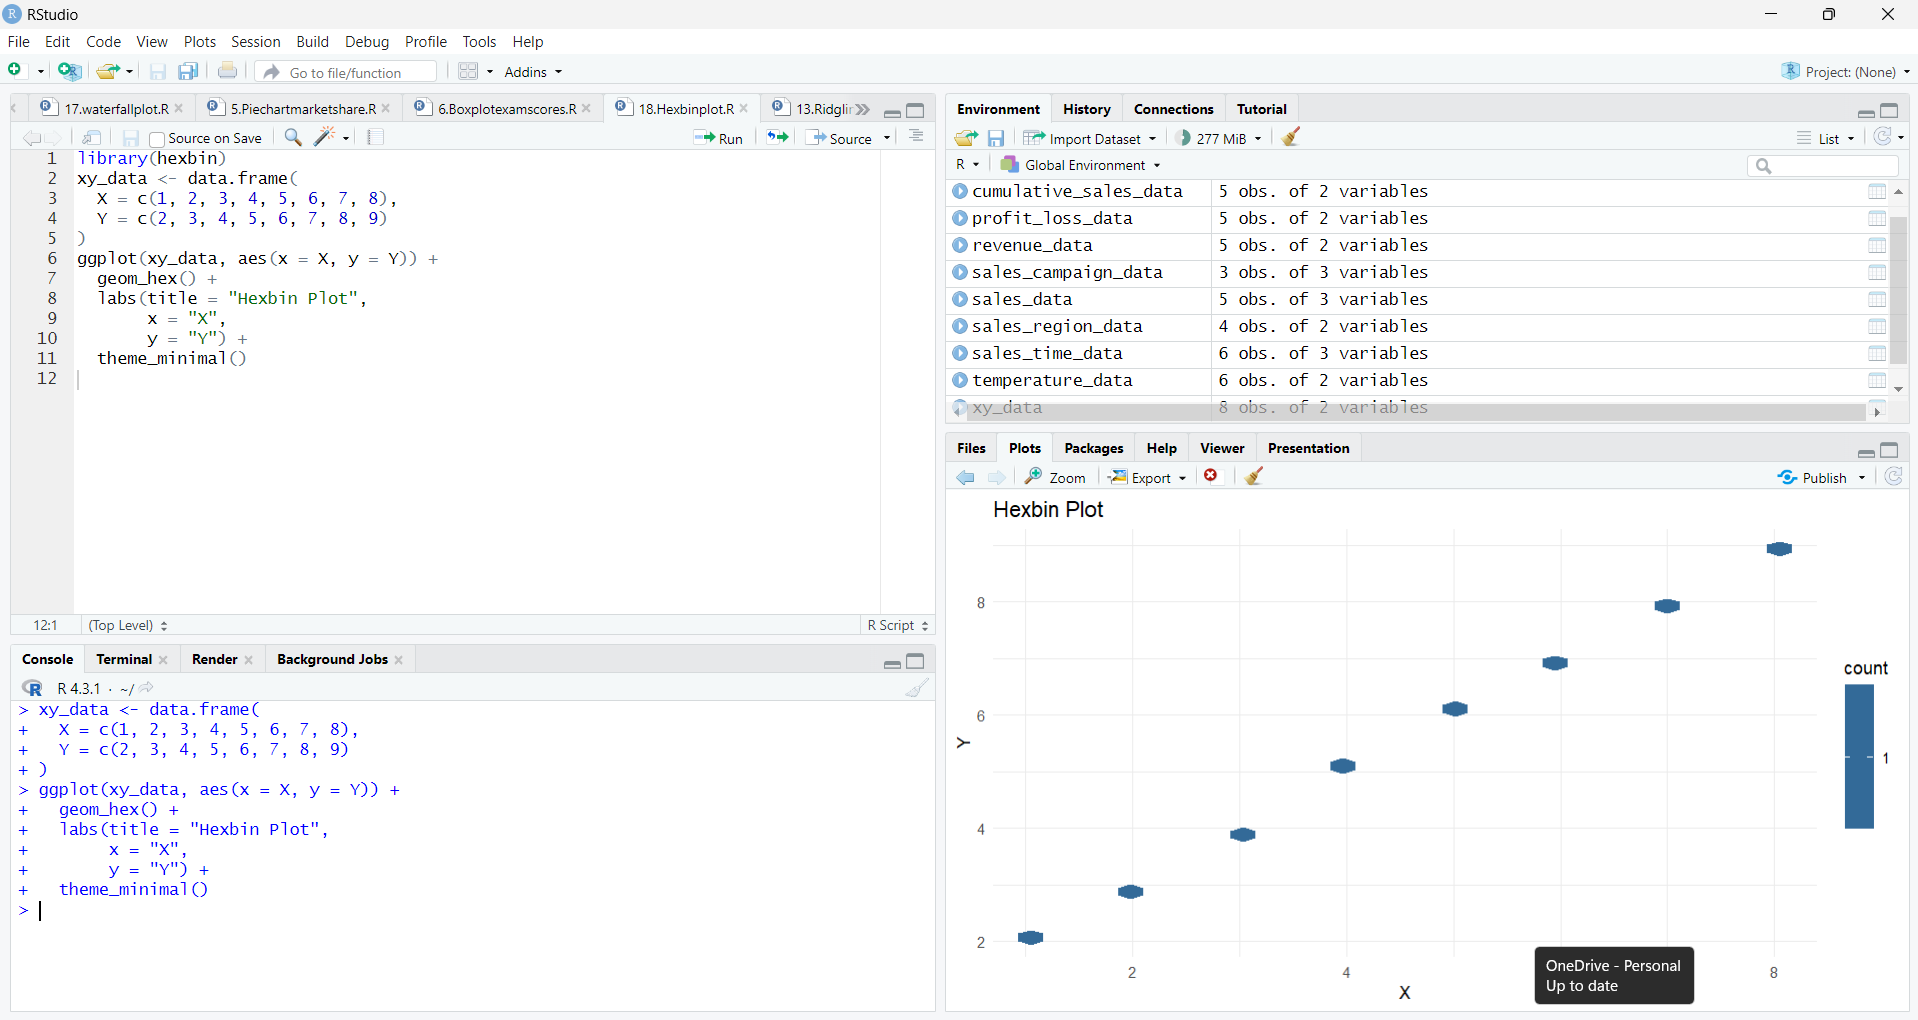 RStudio
File Edit Code View Plots Session Build Debug Profile Tools Help
Go to file/function Addins Project: (None)
17.waterfallplot.R 5.Piechartmarketshare.R 6.Boxplotexamscores.R 18.Hexbinplot.R 13.Ridglir
Source on Save Run Source
1 library(hexbin)
2 xy_data <- data.frame(
3 X = c(1, 2, 3, 4, 5, 6, 7, 8),
4 Y = c(2, 3, 4, 5, 6, 7, 8, 9)
5 )
6 ggplot(xy_data, aes(x = X, y = Y)) +
7 geom_hex() +
8 labs(title = "Hexbin Plot",
9 x = "X",
10 y = "Y") +
11 theme_minimal()
12
12:1 (Top Level) R Script
Console Terminal Render Background Jobs
R R 4.3.1 · ~/
> xy_data <- data.frame(
+ X = c(1, 2, 3, 4, 5, 6, 7, 8),
+ Y = c(2, 3, 4, 5, 6, 7, 8, 9)
+ )
> ggplot(xy_data, aes(x = X, y = Y)) +
+ geom_hex() +
+ labs(title = "Hexbin Plot",
+ x = "X",
+ y = "Y") +
+ theme_minimal()
>
Environment History Connections Tutorial
Import Dataset 277 MiB List
R Global Environment
cumulative_sales_data 5 obs. of 2 variables
profit_loss_data 5 obs. of 2 variables
revenue_data 5 obs. of 2 variables
sales_campaign_data 3 obs. of 3 variables
sales_data 5 obs. of 3 variables
sales_region_data 4 obs. of 2 variables
sales_time_data 6 obs. of 3 variables
temperature_data 6 obs. of 2 variables
xy_data 8 obs. of 2 variables
Files Plots Packages Help Viewer Presentation
Zoom Export Publish
Hexbin Plot
8
6
4
2
Y
2 4 8
X
count
1
OneDrive - Personal
Up to date